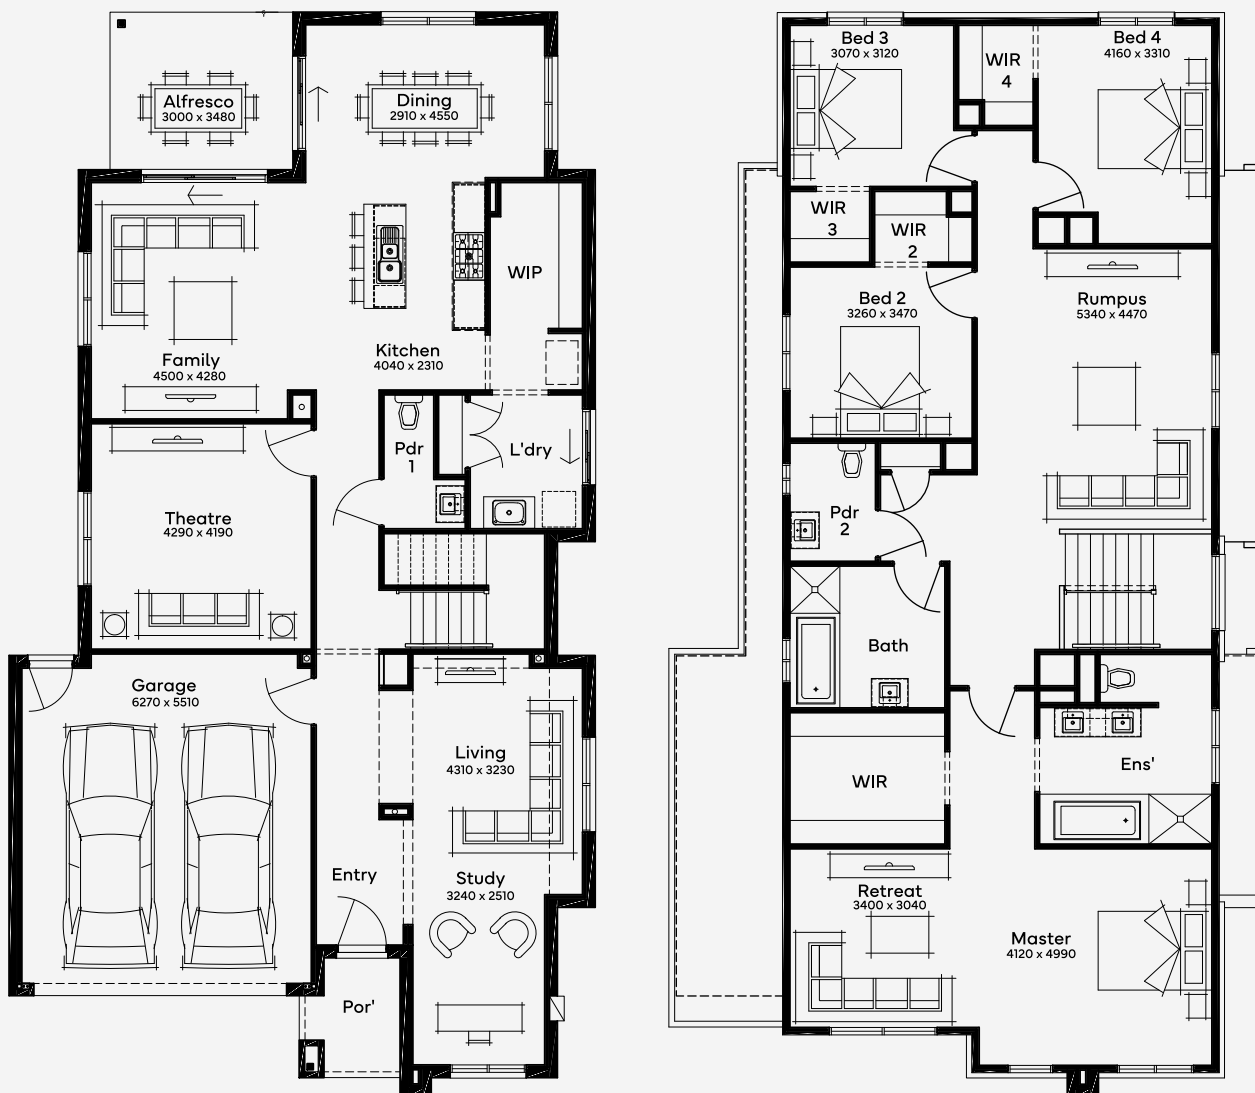 Alfresco
3000 x 3480
Dining
2910 x 4550
WIP
Family
4500 x 4280
Kitchen
4040 x 2310
Pdr
1
L'dry
Theatre
4290 x 4190
Garage
6270 x 5510
Living
4310 x 3230
Entry
Study
3240 x 2510
Por'
Bed 3
3070 x 3120
WIR
4
Bed 4
4160 x 3310
WIR
3
WIR
2
Bed 2
3260 x 3470
Rumpus
5340 x 4470
Pdr
2
Bath
WIR
Ens'
Retreat
3400 x 3040
Master
4120 x 4990